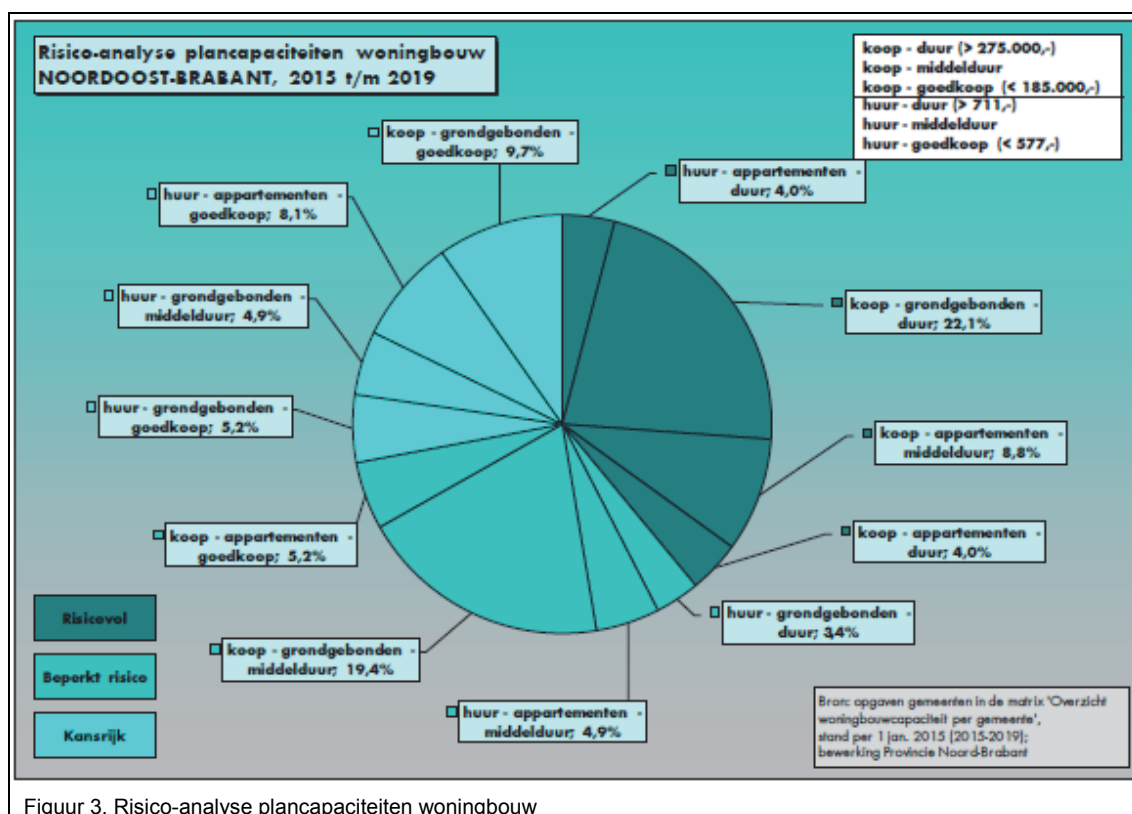 Risico-analyse plancapaciteiten woningbouw
NOORDOOST-BRABANT, 2015 t/m 2019
koop - duur (> 275.000,-)
koop - middelduur
koop - goedkoop (< 185.000,-)
huur - duur (> 711,-)
huur - middelduur
huur - goedkoop (< 577,-)
koop - grondgebonden -
goedkoop; 9,7%
huur - appartementen -
duur; 4,0%
huur - appartementen -
goedkoop; 8,1%
huur - grondgebonden -
middelduur; 4,9%
koop - grondgebonden -
duur; 22,1%
huur - grondgebonden -
goedkoop; 5,2%
koop - appartementen -
middelduur; 8,8%
koop - appartementen -
goedkoop; 5,2%
koop - appartementen -
duur; 4,0%
huur - grondgebonden -
duur; 3,4%
koop - grondgebonden -
middelduur; 19,4%
huur - appartementen -
middelduur; 4,9%
Risicovol
Beperkt risico
Kansrijk
Bron: opgaven gemeenten in de matrix 'Overzicht
woningbouwcapaciteit per gemeente',
stand per 1 jan. 2015 (2015-2019);
bewerking Provincie Noord-Brabant
Figuur 3. Risico-analyse plancapaciteiten woningbouw